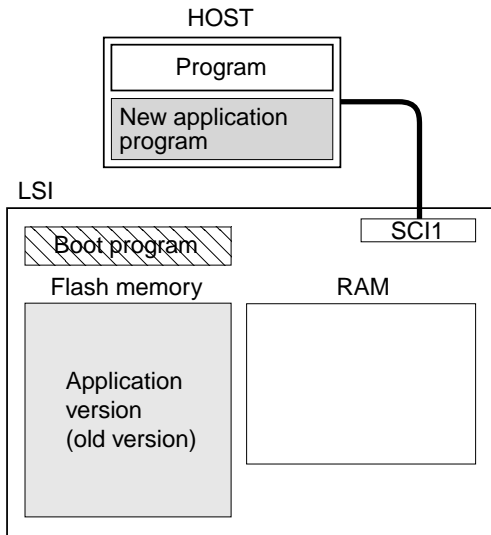 HOST
Program
New application
program
LSI
SCI1
Boot program
Flash memory
RAM
Application
version
(old version)